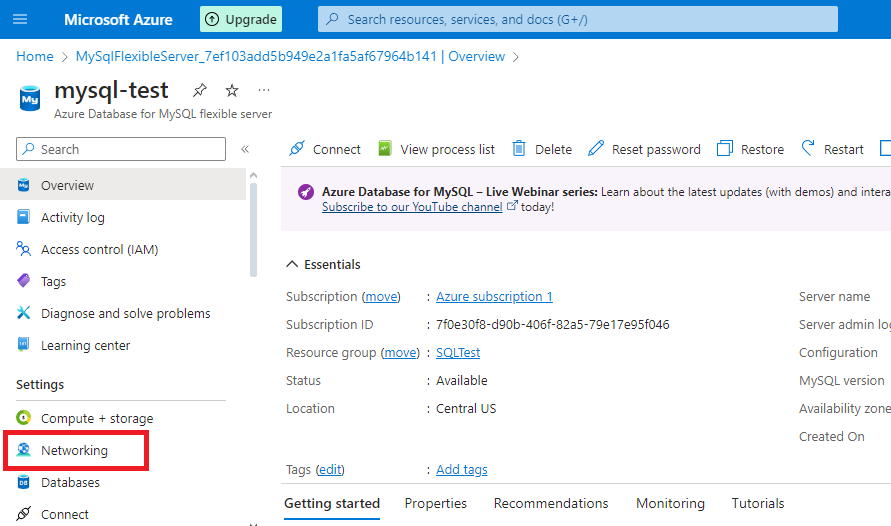 Microsoft Azure
Upgrade
Search resources, services, and docs (G+/)
Home > MySqlFlexibleServer_7ef103add5b949e2a1fa5af67964b141 | Overview >
My
mysql-test ...
Azure Database for MySQL flexible server
Search «
Connect View process list Delete Reset password Restore Restart
Overview
Activity log
Access control (IAM)
Tags
Diagnose and solve problems
Learning center
Settings
Compute + storage
Networking
Databases
Connect
Azure Database for MySQL – Live Webinar series: Learn about the latest updates (with demos) and intera
Subscribe to our YouTube channel today!
Essentials
Subscription (move) : Azure subscription 1
Subscription ID : 7f0e30f8-d90b-406f-82a5-79e17e95f046
Resource group (move) : SQLTest
Status : Available
Location : Central US
Server name
Server admin log
Configuration
MySQL version
Availability zone
Created On
Tags (edit) : Add tags
Getting started Properties Recommendations Monitoring Tutorials